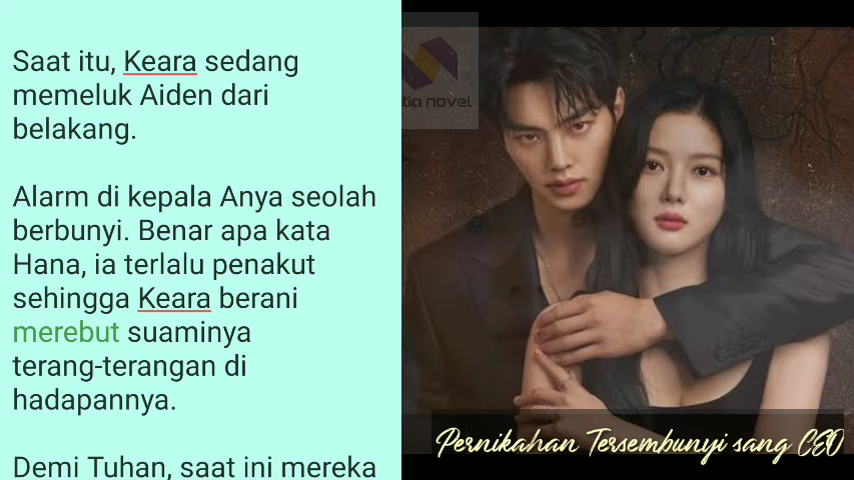 Saat itu, Keara sedang
memeluk Aiden dari
belakang.
Alarm di kepala Anya seolah
berbunyi. Benar apa kata
Hana, ia terlalu penakut
sehingga Keara berani
merebut suaminya
terang-terangan di
hadapannya.
Demi Tuhan, saat ini mereka
tia novel
Pernikahan Tersembunyi sang CEO